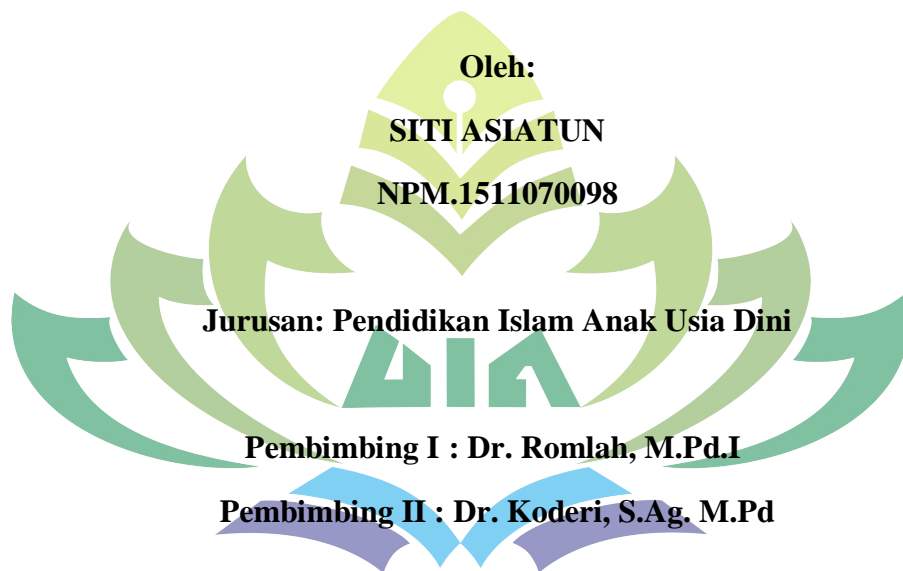 Oleh:
SITI ASIATUN
NPM.1511070098
Jurusan: Pendidikan Islam Anak Usia Dini
UIN
Pembimbing I : Dr. Romlah, M.Pd.I
Pembimbing II : Dr. Koderi, S.Ag. M.Pd